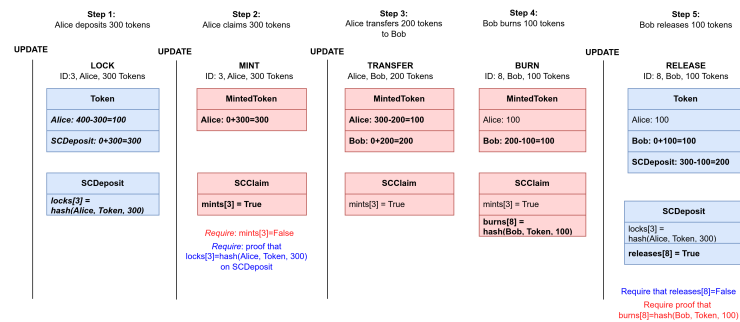 Step 1:
Alice deposits 300 tokens
Step 2:
Alice claims 300 tokens
Step 3:
Alice transfers 200 tokens
to Bob
Step 4:
Bob burns 100 tokens
Step 5:
Bob releases 100 tokens
UPDATE
UPDATE
UPDATE
UPDATE
LOCK
ID:3, Alice, 300 Tokens
Token
Alice: 400-300=100
SCDeposit: 0+300=300
SCDeposit
locks[3] =
hash(Alice, Token, 300)
MINT
ID: 3, Alice, 300 Tokens
MintedToken
Alice: 0+300=300
SCClaim
mints[3] = True
Require: mints[3]=False
Require: proof that
locks[3]=hash(Alice, Token, 300)
on SCDeposit
TRANSFER
Alice, Bob, 200 Tokens
MintedToken
Alice: 300-200=100
Bob: 0+200=200
SCClaim
mints[3] = True
BURN
ID: 8, Bob, 100 Tokens
MintedToken
Alice: 100
Bob: 200-100=100
SCClaim
mints[3] = True
burns[8] =
hash(Bob, Token, 100)
RELEASE
ID: 8, Bob, 100 Tokens
Token
Alice: 100
Bob: 0+100=100
SCDeposit: 300-100=200
SCDeposit
locks[3] =
hash(Alice, Token, 300)
releases[8] = True
Require that releases[8]=False
Require proof that
burns[8]=hash(Bob, Token, 100)